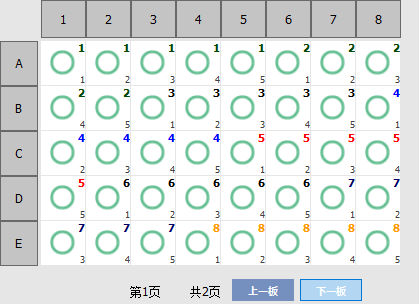 1 2 3 4 5 6 7 8
1 1 1 1 1 2 2 2
A
1 2 3 4 5 1 2 3
2 2 3 3 3 3 3 4
B
4 5 1 2 3 4 5 1
4 4 4 4 5 5 5 5
C
2 3 4 5 1 2 3 4
5 6 6 6 6 6 7 7
D
5 1 2 3 4 5 1 2
7 7 7 8 8 8 8 8
E
3 4 5 1 2 3 4 5
第1页 共2页 上一板 下一板